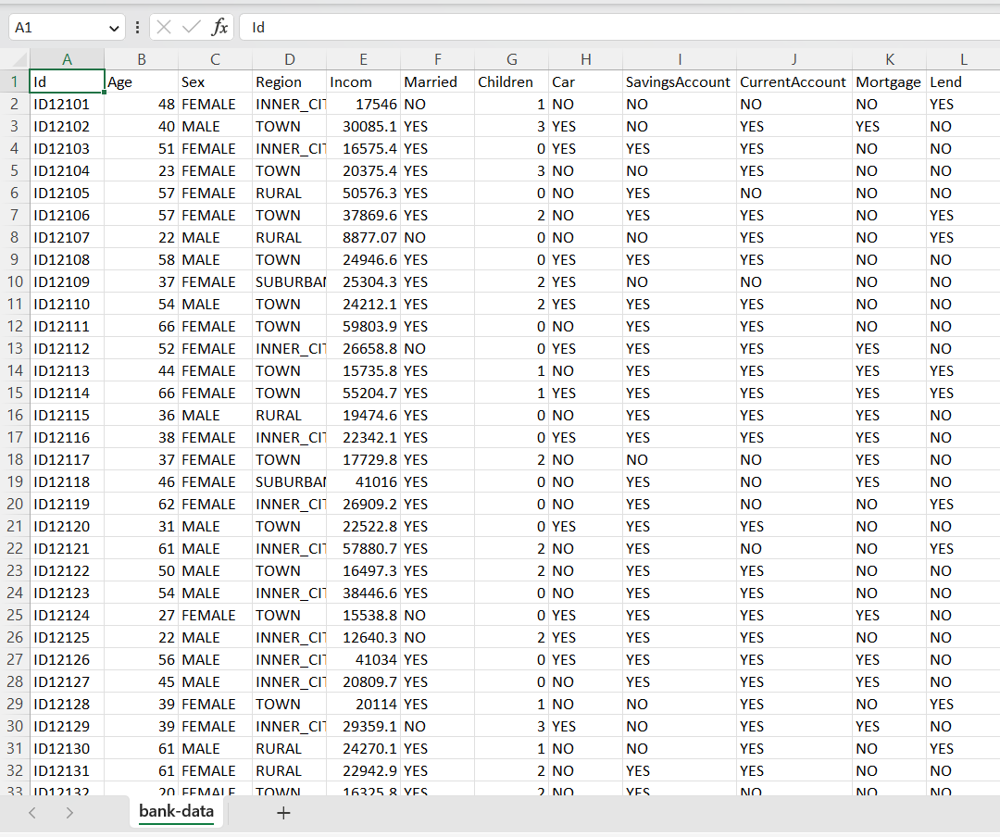 A1 fx Id
A B C D E F G H I J K L
1 Id Age Sex Region Incom Married Children Car SavingsAccount CurrentAccount Mortgage Lend
2 ID12101 48 FEMALE INNER_CIT 17546 NO 1 NO NO NO NO YES
3 ID12102 40 MALE TOWN 30085.1 YES 3 YES NO YES YES NO
4 ID12103 51 FEMALE INNER_CIT 16575.4 YES 0 YES YES YES NO NO
5 ID12104 23 FEMALE TOWN 20375.4 YES 3 NO NO YES NO NO
6 ID12105 57 FEMALE RURAL 50576.3 YES 0 NO YES NO NO NO
7 ID12106 57 FEMALE TOWN 37869.6 YES 2 NO YES YES NO YES
8 ID12107 22 MALE RURAL 8877.07 NO 0 NO NO YES NO YES
9 ID12108 58 MALE TOWN 24946.6 YES 0 YES YES YES NO NO
10 ID12109 37 FEMALE SUBURBAN 25304.3 YES 2 YES NO NO NO NO
11 ID12110 54 MALE TOWN 24212.1 YES 2 YES YES YES NO NO
12 ID12111 66 FEMALE TOWN 59803.9 YES 0 NO YES YES NO NO
13 ID12112 52 FEMALE INNER_CIT 26658.8 NO 0 YES YES YES YES NO
14 ID12113 44 FEMALE TOWN 15735.8 YES 1 NO YES YES YES YES
15 ID12114 66 FEMALE TOWN 55204.7 YES 1 YES YES YES YES YES
16 ID12115 36 MALE RURAL 19474.6 YES 0 NO YES YES YES NO
17 ID12116 38 FEMALE INNER_CIT 22342.1 YES 0 YES YES YES YES NO
18 ID12117 37 FEMALE TOWN 17729.8 YES 2 NO NO NO YES NO
19 ID12118 46 FEMALE SUBURBAN 41016 YES 0 NO YES NO YES NO
20 ID12119 62 FEMALE INNER_CIT 26909.2 YES 0 NO YES NO NO YES
21 ID12120 31 MALE TOWN 22522.8 YES 0 YES YES YES NO NO
22 ID12121 61 MALE INNER_CIT 57880.7 YES 2 NO YES NO NO YES
23 ID12122 50 MALE TOWN 16497.3 YES 2 NO YES YES NO NO
24 ID12123 54 MALE INNER_CIT 38446.6 YES 0 NO YES YES NO NO
25 ID12124 27 FEMALE TOWN 15538.8 NO 0 YES YES YES YES NO
26 ID12125 22 MALE INNER_CIT 12640.3 NO 2 YES YES YES NO NO
27 ID12126 56 MALE INNER_CIT 41034 YES 0 YES YES YES YES NO
28 ID12127 45 MALE INNER_CIT 20809.7 YES 0 NO YES YES YES NO
29 ID12128 39 FEMALE TOWN 20114 YES 1 NO NO YES NO YES
30 ID12129 39 FEMALE INNER_CIT 29359.1 NO 3 YES NO YES YES NO
31 ID12130 61 MALE RURAL 24270.1 YES 1 NO NO YES NO YES
32 ID12131 61 FEMALE RURAL 22942.9 YES 2 NO YES YES NO NO
33 ID12132 20 FEMALE TOWN 16325.8 YES 2 NO YES NO NO NO
bank-data